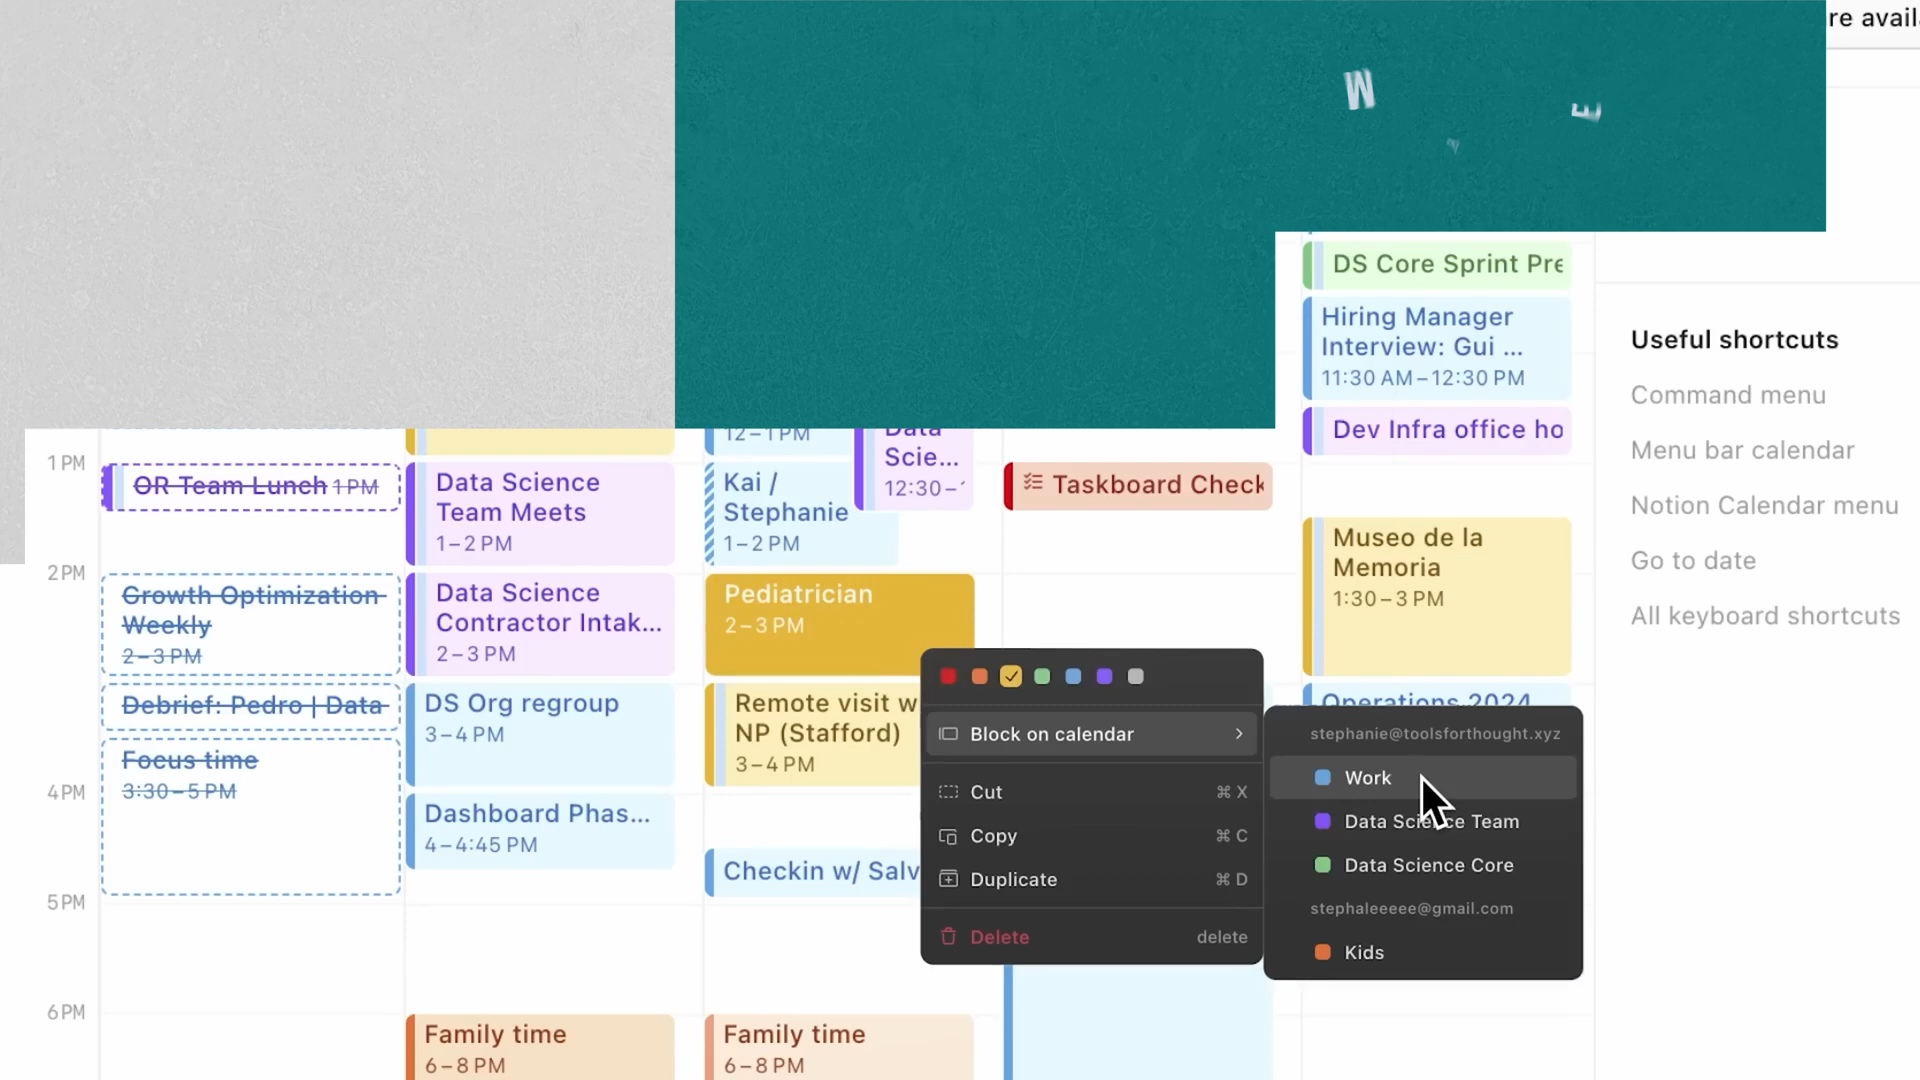 re avail
W
E
Y
DS Core Sprint Pre
Hiring Manager
Interview: Gui ...
11:30 AM – 12:30 PM
Dev Infra office ho
Useful shortcuts
Command menu
Menu bar calendar
Notion Calendar menu
Go to date
All keyboard shortcuts
1 PM
2 PM
4 PM
5 PM
6 PM
OR Team Lunch 1 PM
Growth Optimization
Weekly
2 – 3 PM
Debrief: Pedro | Data
Focus time
3:30 – 5 PM
Data Science
Team Meets
1 – 2 PM
Data Science
Contractor Intak...
2 – 3 PM
DS Org regroup
3 – 4 PM
Dashboard Phas...
4 – 4:45 PM
Family time
6 – 8 PM
12 – 1 PM
Data
Scie...
12:30 –
Kai /
Stephanie
1 – 2 PM
Pediatrician
2 – 3 PM
Remote visit w
NP (Stafford)
3 – 4 PM
Checkin w/ Salv
Family time
6 – 8 PM
Taskboard Check
Museo de la
Memoria
1:30 – 3 PM
Operations 2024
Block on calendar
Cut ⌘ X
Copy ⌘ C
Duplicate ⌘ D
Delete delete
stephanie@toolsforthought.xyz
Work
Data Science Team
Data Science Core
stephaleeeee@gmail.com
Kids